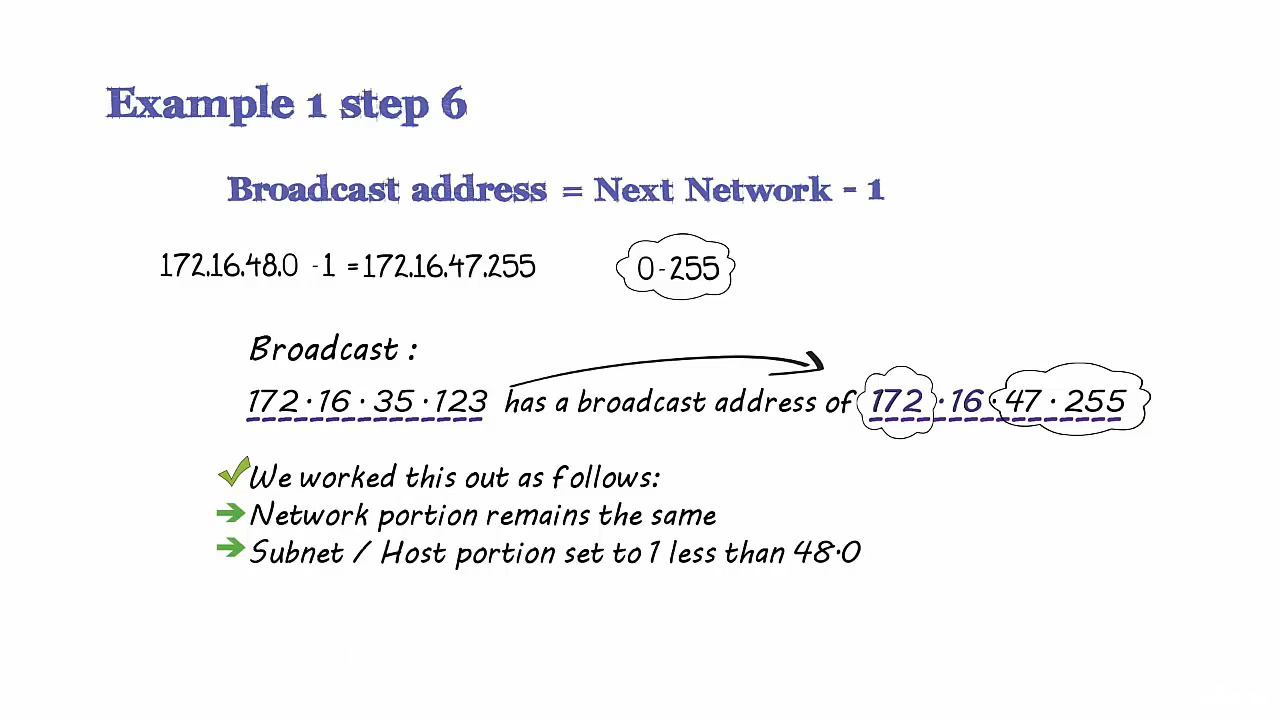 Example 1 step 6
Broadcast address = Next Network - 1
172.16.48.0 -1 =172.16.47.255
0-255
Broadcast :
172·16·35·123 has a broadcast address of 172·16·47·255
We worked this out as follows:
Network portion remains the same
Subnet / Host portion set to 1 less than 48·0